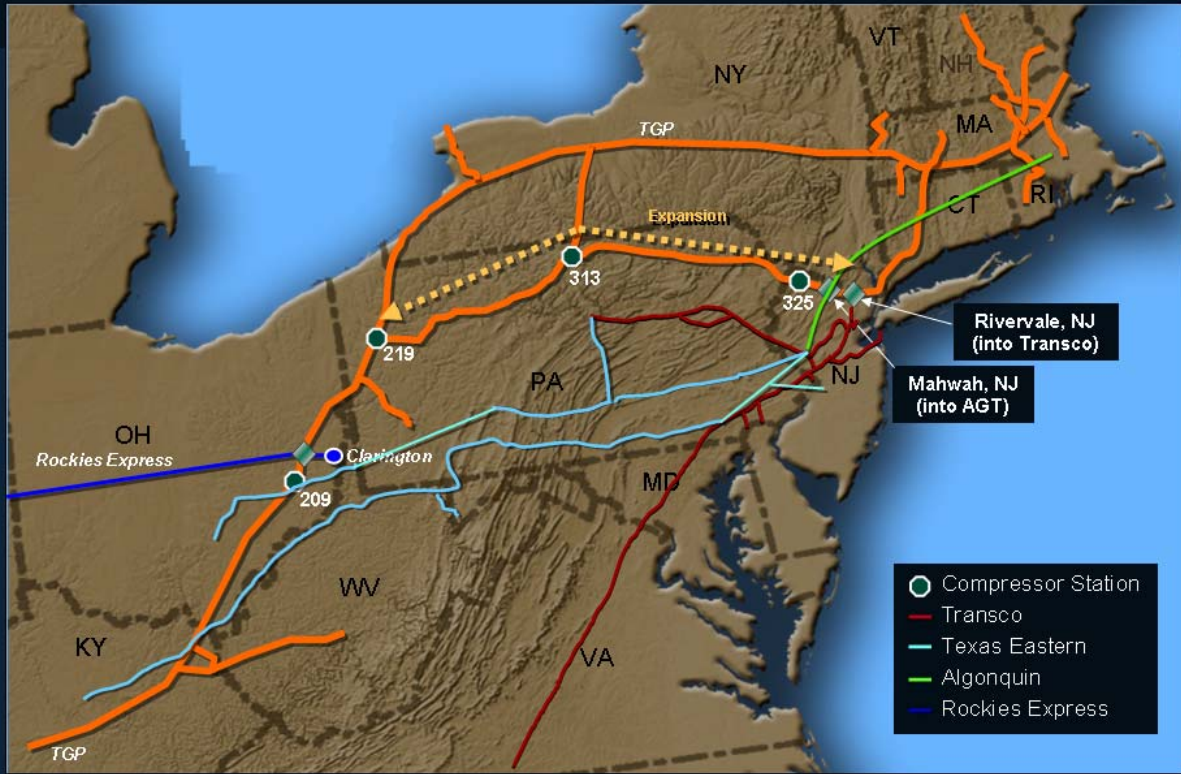 VT
NH
NY
TGP
MA
CT
RI
Expansion
313
325
Rivervale, NJ
(into Transco)
219
Mahwah, NJ
(into AGT)
PA
NJ
OH
Rockies Express
Clarington
209
MD
WV
KY
VA
TGP
Compressor Station
Transco
Texas Eastern
Algonquin
Rockies Express